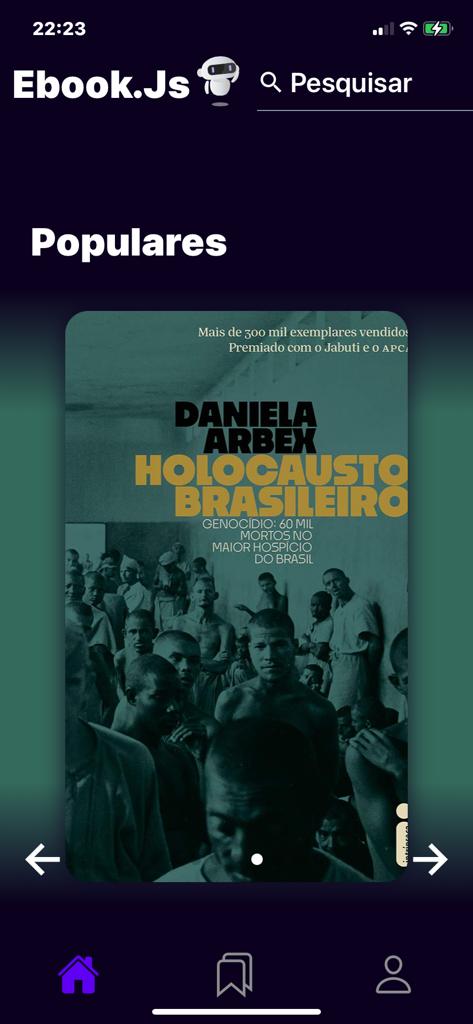 22:23
Ebook.Js
Pesquisar
Populares
Mais de 300 mil exemplares vendidos
Premiado com o Jabuti e o APCA
DANIELA
ARBEX
HOLOCAUSTO
BRASILEIRO
GENOCÍDIO: 60 MIL
MORTOS NO
MAIOR HOSPÍCIO
DO BRASIL